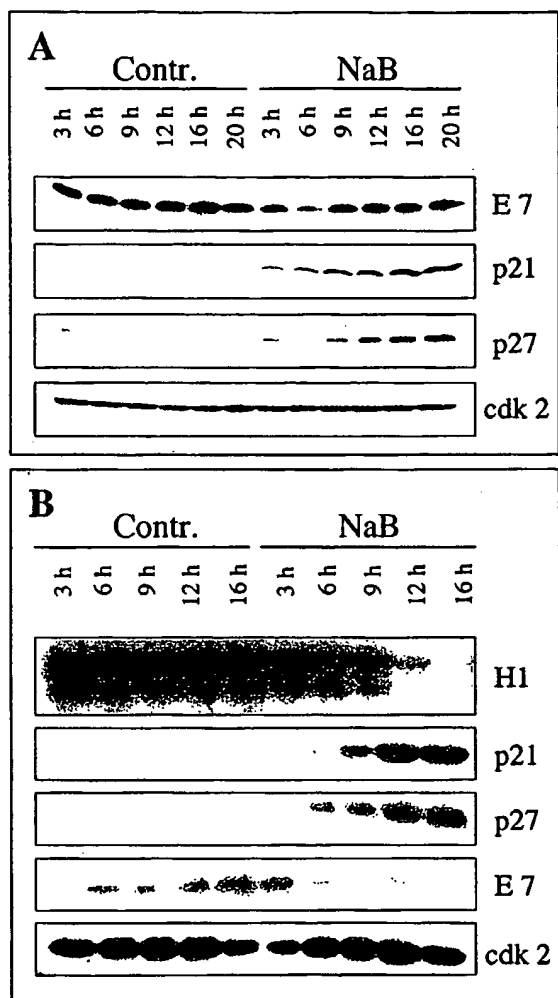 A
Contr. NaB
3 h 6 h 9 h 12 h 16 h 20 h 3 h 6 h 9 h 12 h 16 h 20 h
E 7
p21
p27
cdk 2
B
Contr. NaB
3 h 6 h 9 h 12 h 16 h 3 h 6 h 9 h 12 h 16 h
H1
p21
p27
E 7
cdk 2